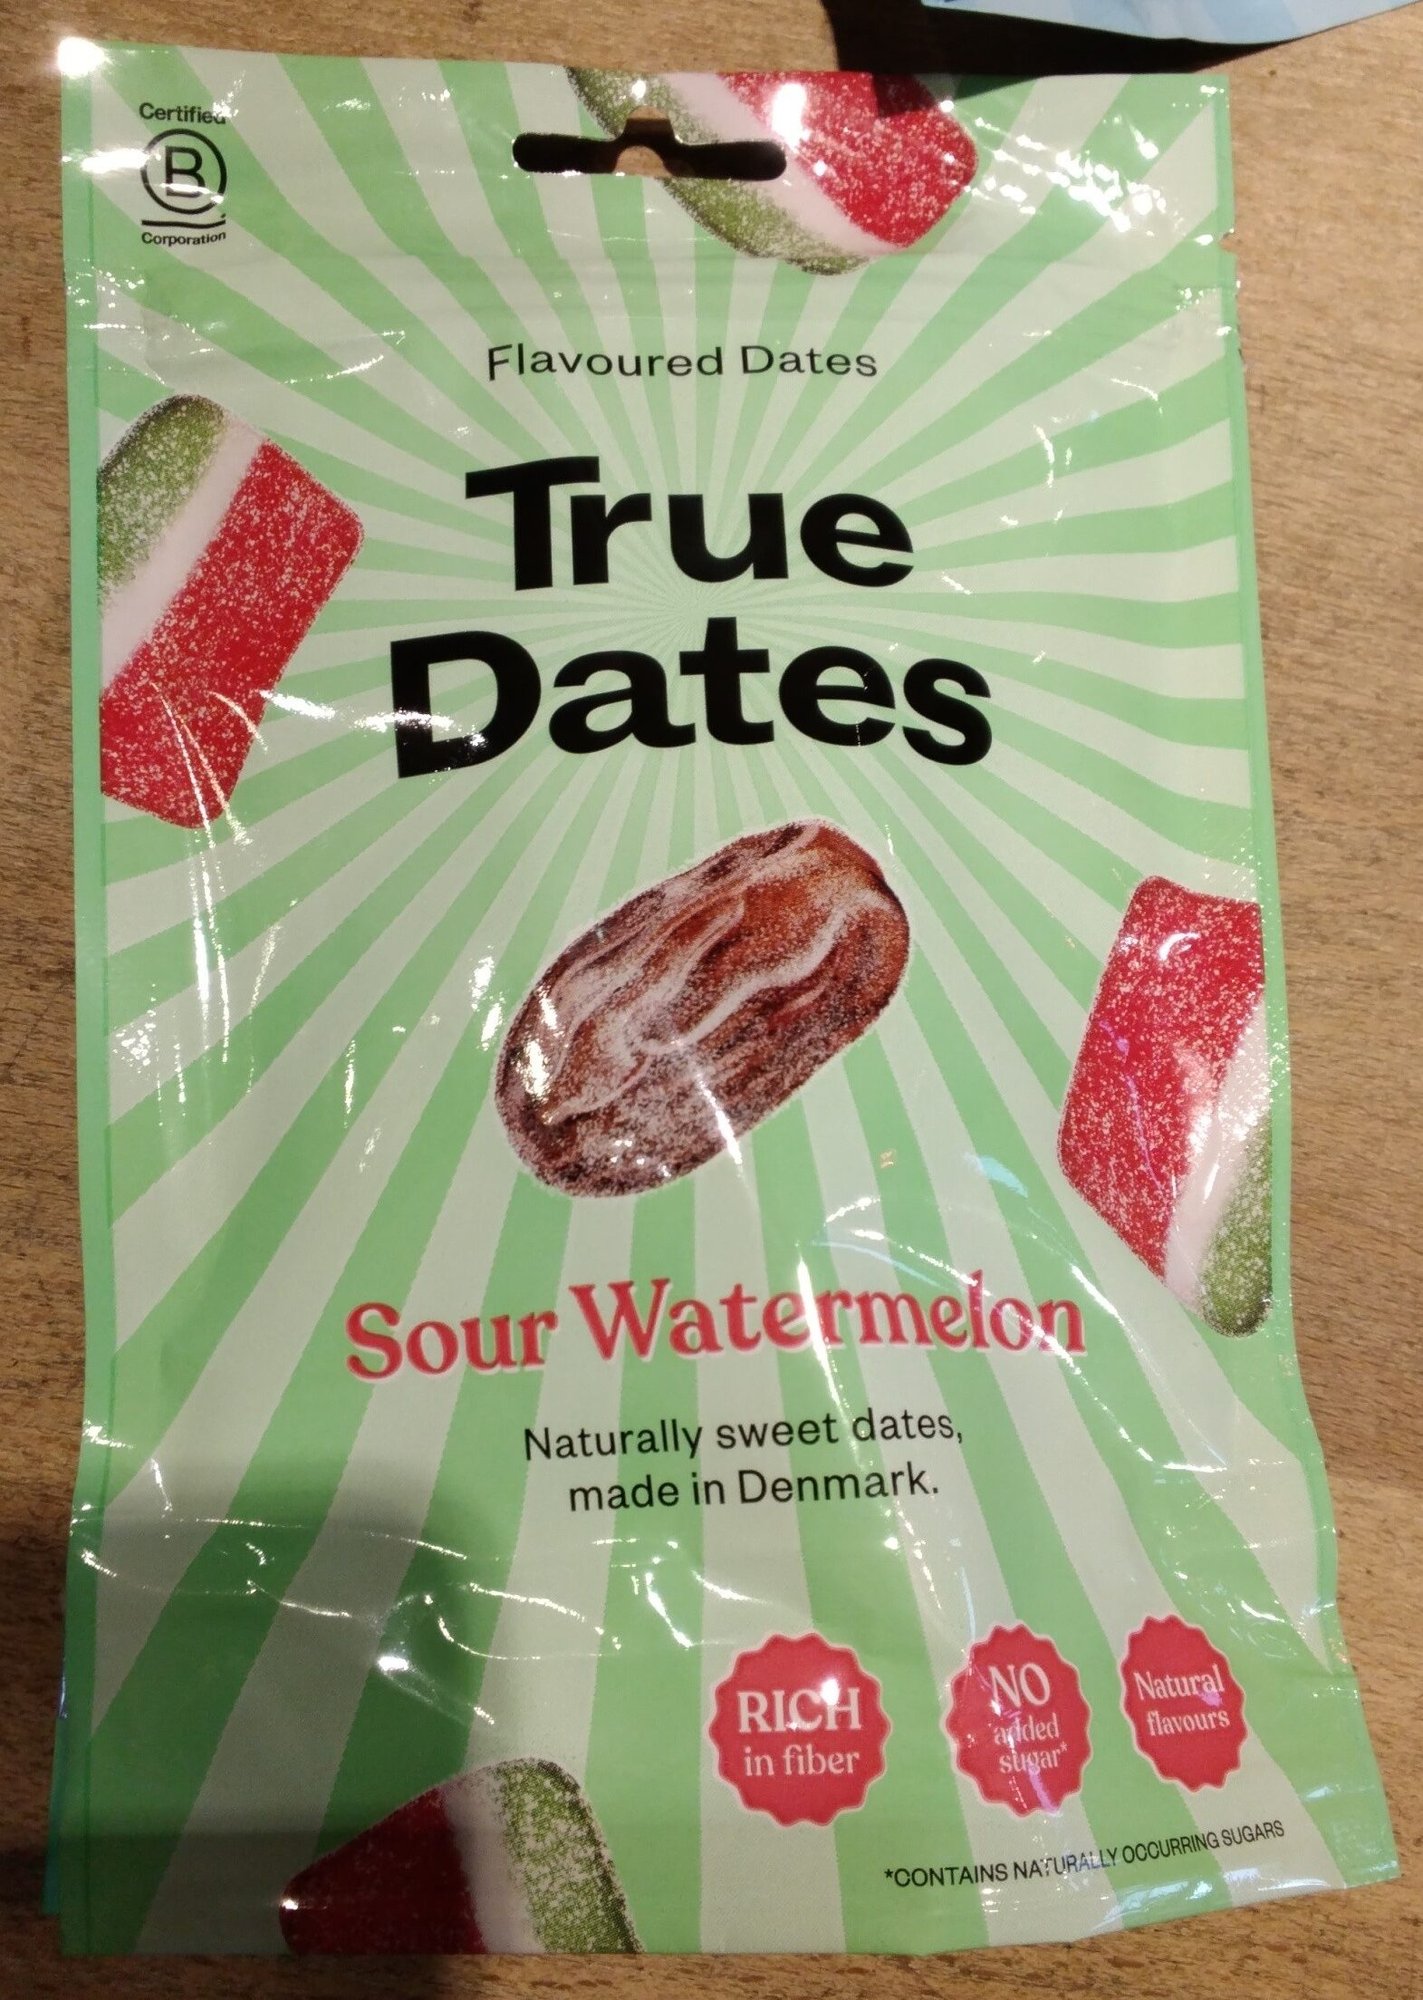 Certified
B
Corporation
Flavoured Dates
True
Dates
Sour Watermelon
Naturally sweet dates,
made in Denmark.
RICH
in fiber
NO
added
sugar*
Natural
flavours
*CONTAINS NATURALLY OCCURRING SUGARS